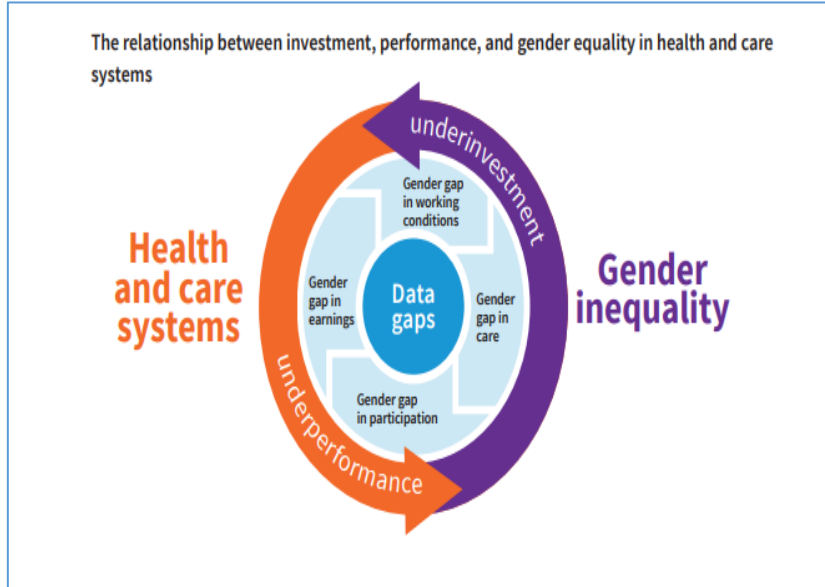 The relationship between investment, performance, and gender equality in health and care
systems
underinvestment
Gender gap
in working
conditions
Health
and care
systems
Gender
gap in
earnings
Data
gaps
Gender
gap in
care
Gender
inequality
Gender gap
in participation
underperformance